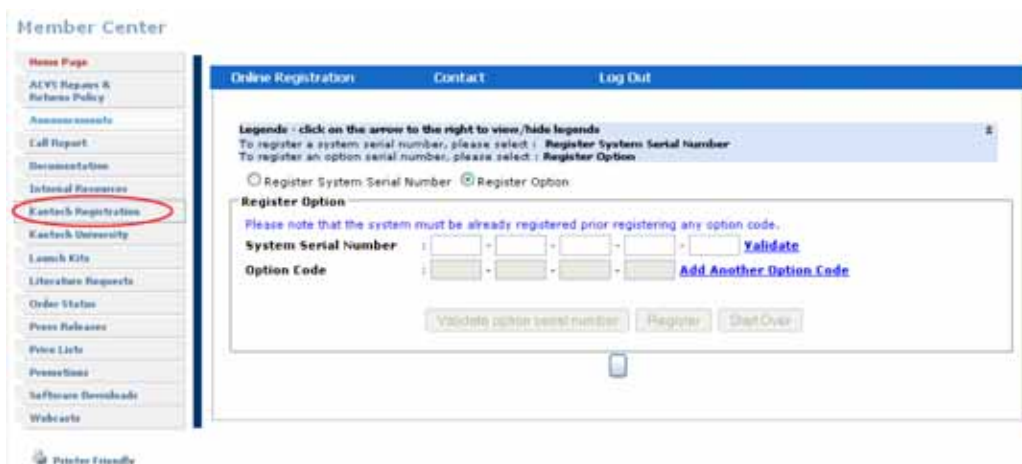 Member Center
Home Page
ACVS Repairs &
Returns Policy
Announcements
Call Report
Documentation
Internal Resources
Kantech Registration
Kantech University
Launch Kits
Literature Requests
Order Status
Press Releases
Price Lists
Promotions
Software Downloads
Webcasts
Printer Friendly
Online Registration Contact Log Out
Legends - click on the arrow to the right to view/hide legends
To register a system serial number, please select : Register System Serial Number
To register an option serial number, please select : Register Option
Register System Serial Number Register Option
Register Option
Please note that the system must be already registered prior registering any option code.
System Serial Number : - - - - Validate
Option Code : - - - Add Another Option Code
Validate option serial number Register Start Over